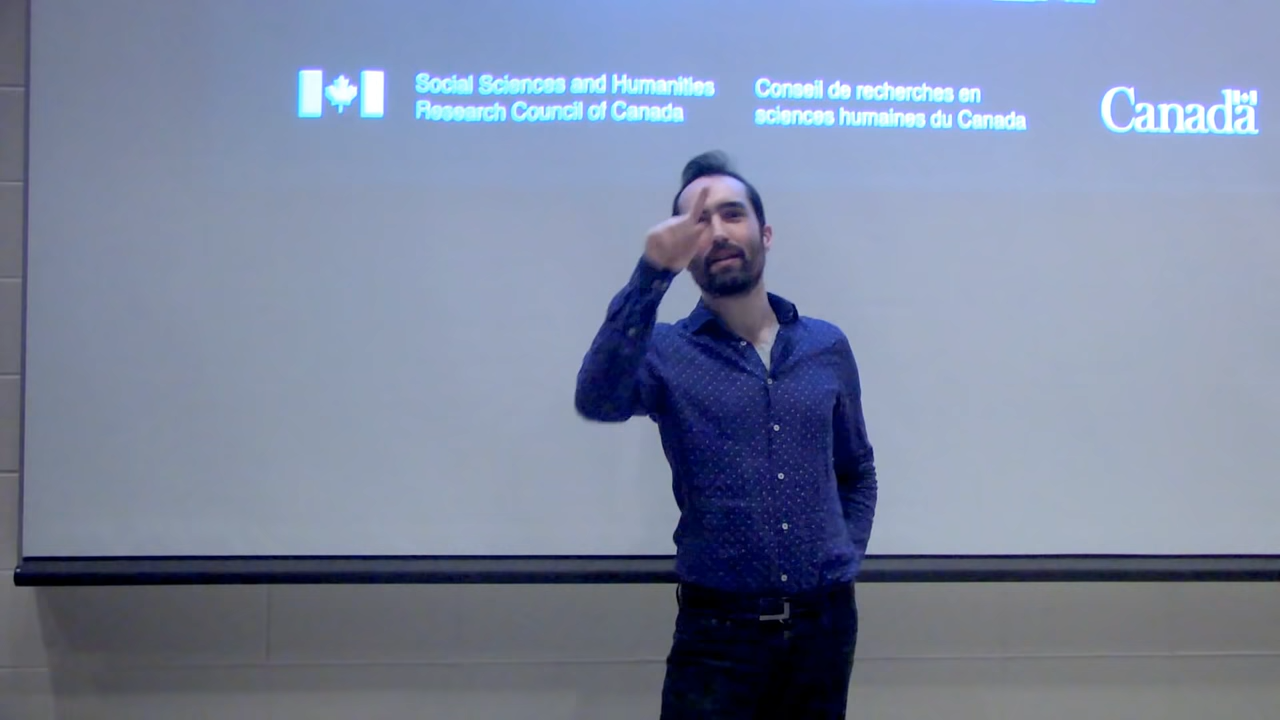 Social Sciences and Humanities
Research Council of Canada
Conseil de recherches en
sciences humaines du Canada
Canada